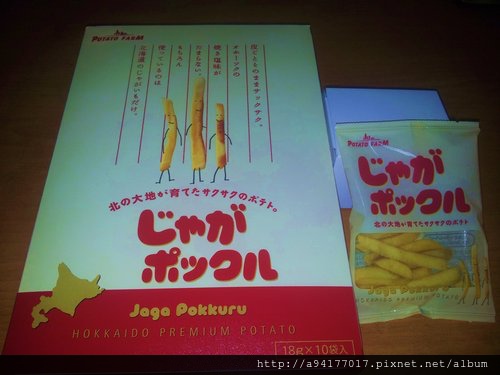 POTATO FARM
皮ごとそのままサックサク。
オホーツクの
焼き塩味が
たまらない。
もちろん
使っているのは
北海道のじゃがいもだけ。
北の大地が育てたサクサクのポテト。
じゃが
ポックル
Jaga Pokkuru
HOKKAIDO PREMIUM POTATO
18g×10袋入
POTATO FARM
じゃが
ポックル
北の大地が育てたサクサクのポテト
Jaga Pokkuru
HOKKAIDO PREMIUM POTATO
http://a94177017.pixnet.net/album